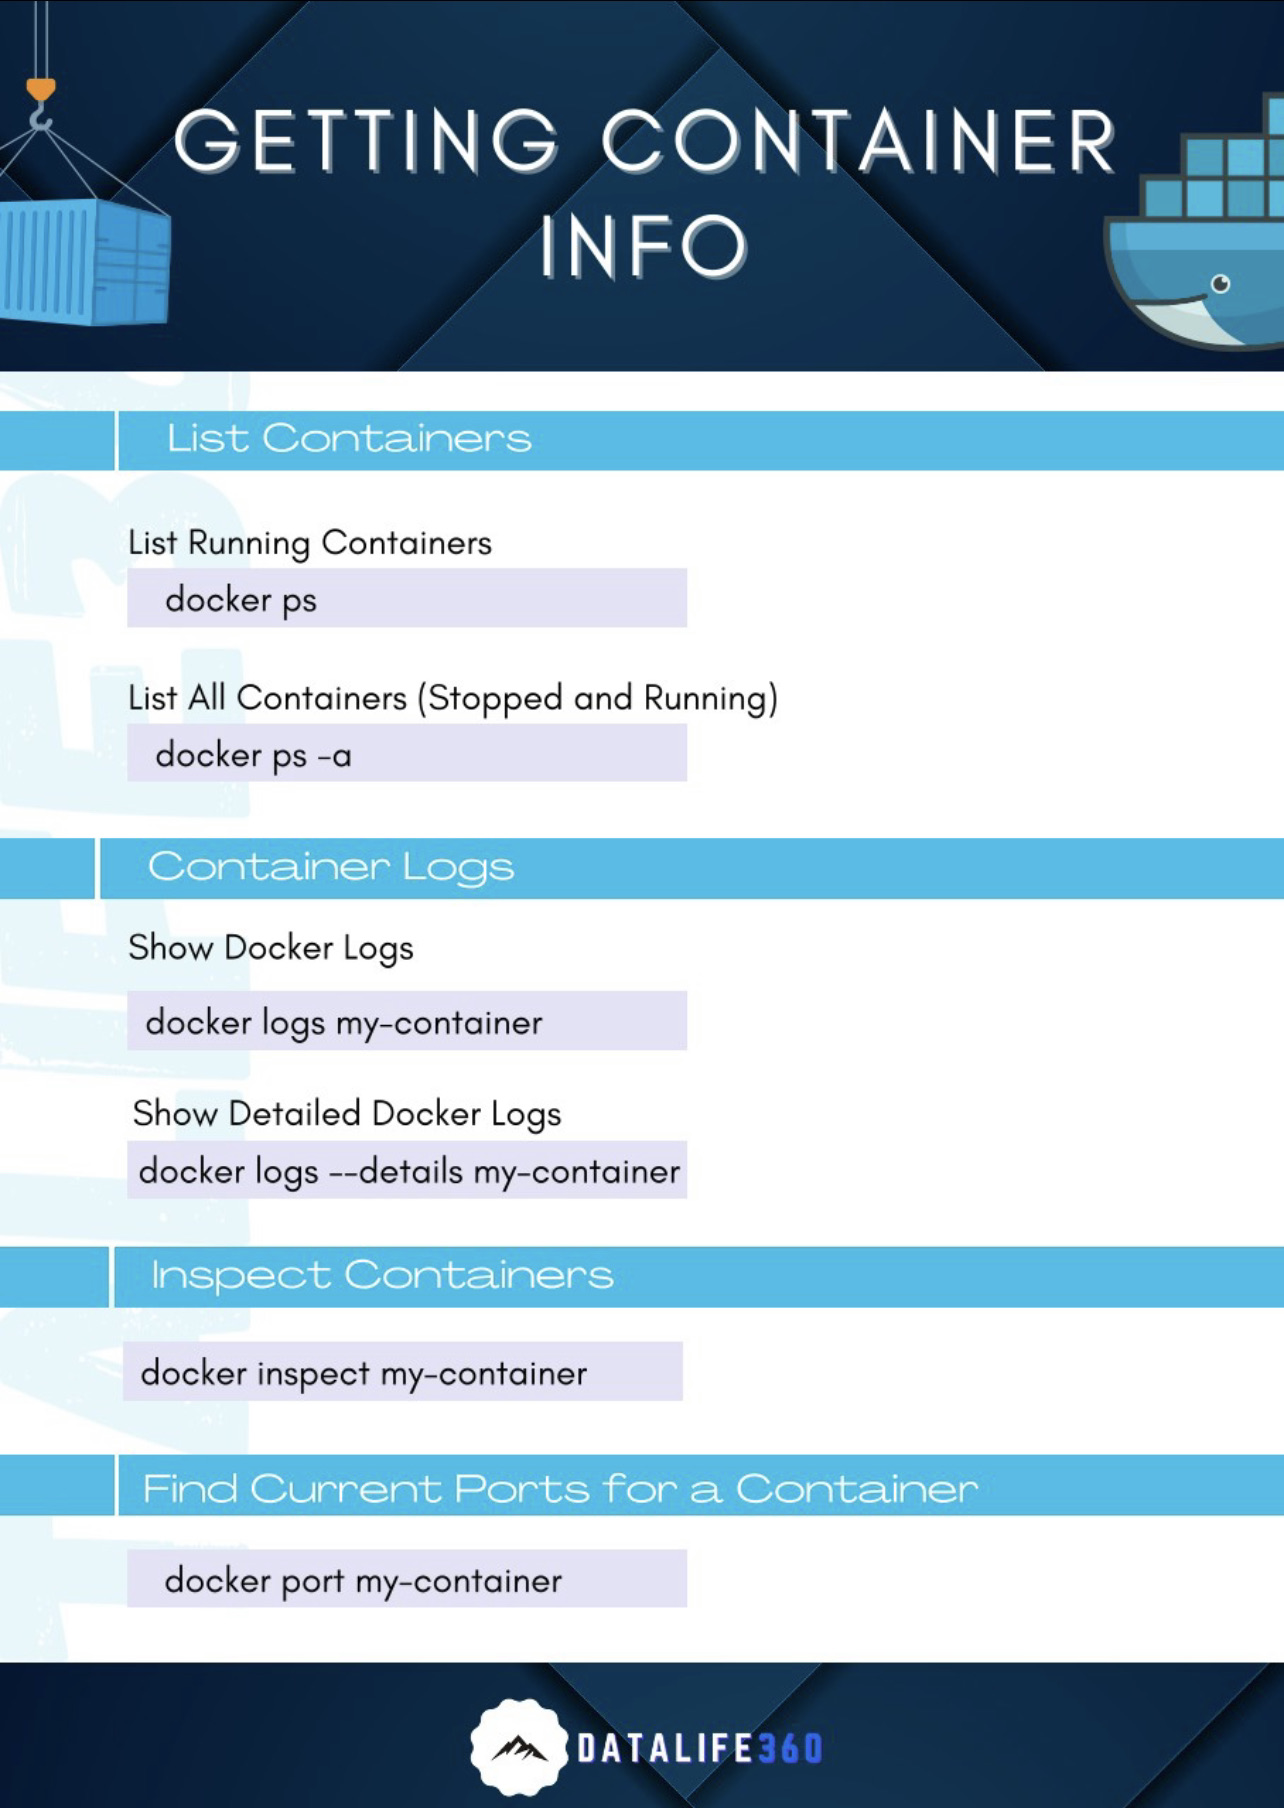 GETTING CONTAINER
INFO
List Containers
List Running Containers
docker ps
List All Containers (Stopped and Running)
docker ps -a
Container Logs
Show Docker Logs
docker logs my-container
Show Detailed Docker Logs
docker logs --details my-container
Inspect Containers
docker inspect my-container
Find Current Ports for a Container
docker port my-container
DATALIFE360